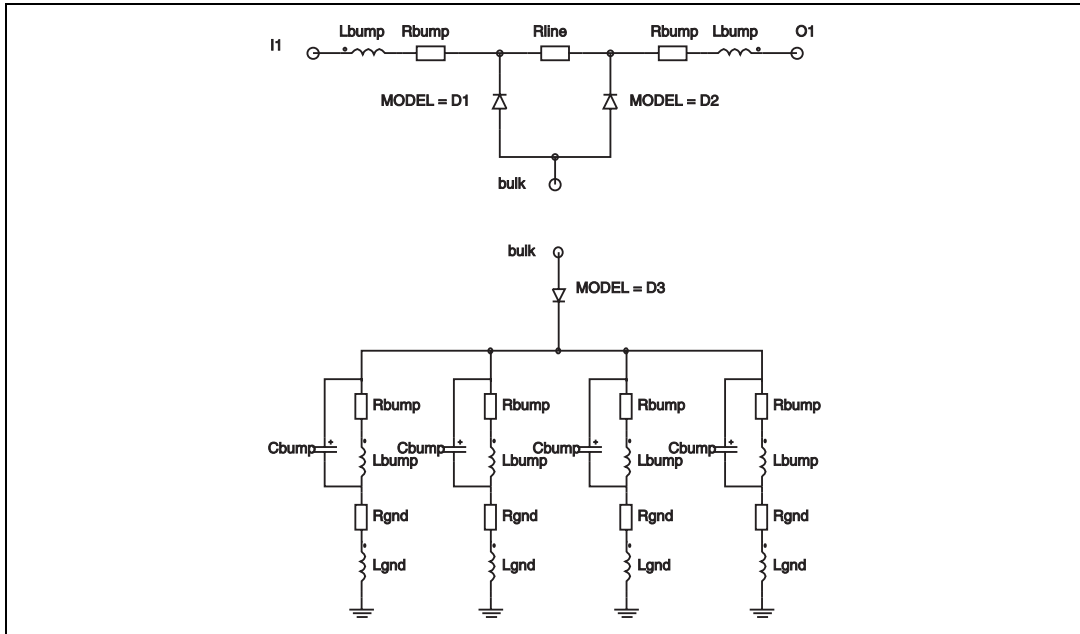 I1 Lbump Rbump Rline Rbump Lbump O1
MODEL = D1 MODEL = D2
bulk
bulk
MODEL = D3
Rbump Rbump Rbump Rbump
Cbump Cbump Cbump Cbump
Lbump Lbump Lbump Lbump
Rgnd Rgnd Rgnd Rgnd
Lgnd Lgnd Lgnd Lgnd